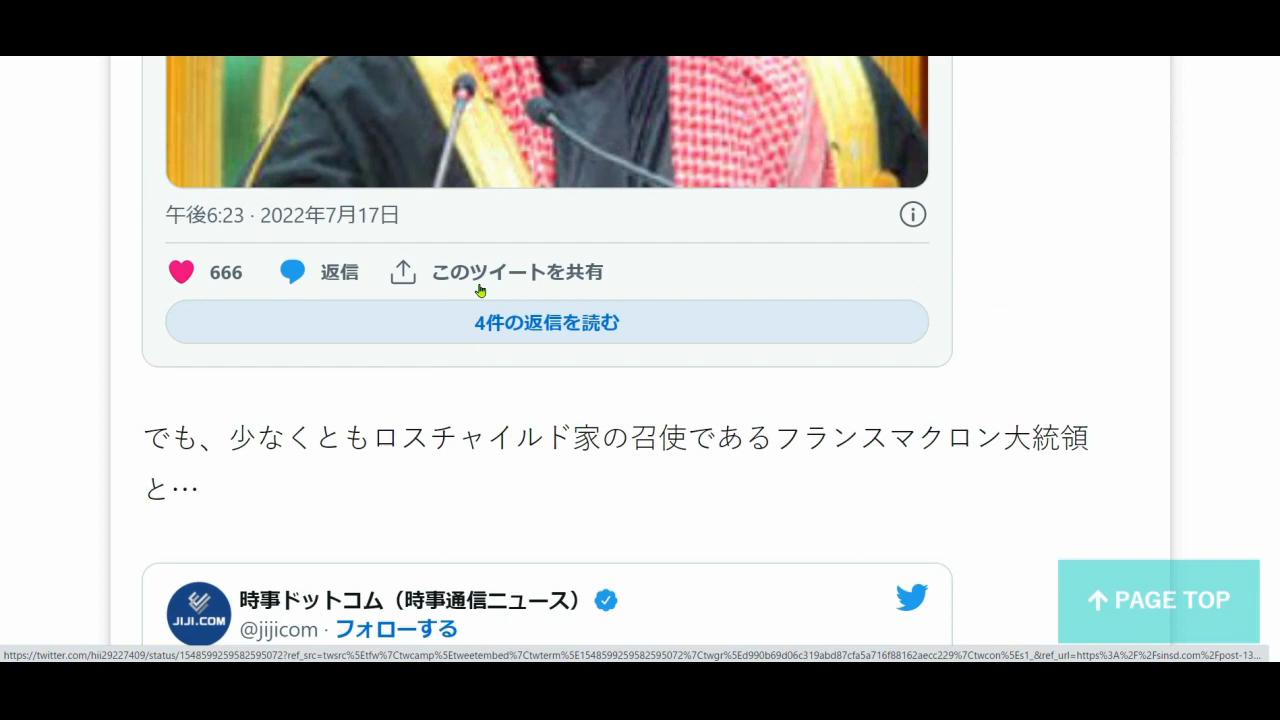 午後6:23 · 2022年7月17日
666 返信 このツイートを共有
4件の返信を読む
でも、少なくともロスチャイルド家の召使であるフランスマクロン大統領
と…
時事ドットコム（時事通信ニュース）
JIJI.COM
@jijicom · フォローする
↑ PAGE TOP
https://twitter.com/hii29227409/status/1548599259582595072?ref_src=twsrc%5Etfw%7Ctwcamp%5Etweetembed%7Ctwterm%5E1548599259582595072%7Ctwgr%5Ed990b69d06c319abd87cfa5a716f88162aecc229%7Ctwcon%5Es1_&ref_url=https%3A%2F%2Fsinsd.com%2Fpost-13...